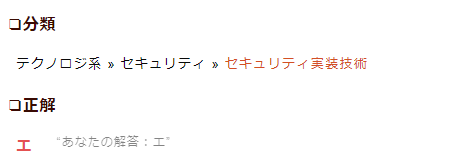 ❏分類
テクノロジ系 » セキュリティ » セキュリティ実装技術
❏正解
エ “あなたの解答：エ”